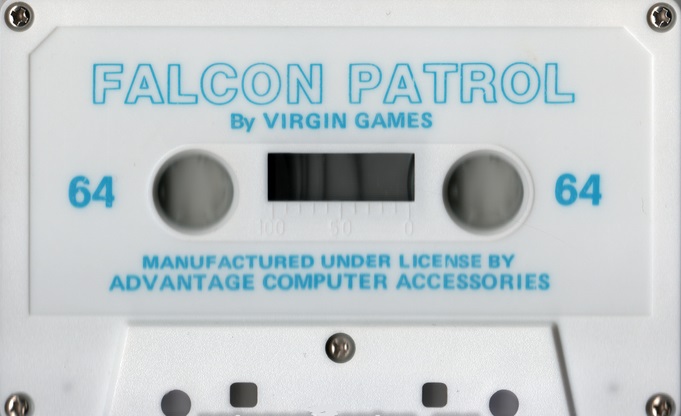 FALCON PATROL
By VIRGIN GAMES
64 64
100 50 0
MANUFACTURED UNDER LICENSE BY
ADVANTAGE COMPUTER ACCESSORIES